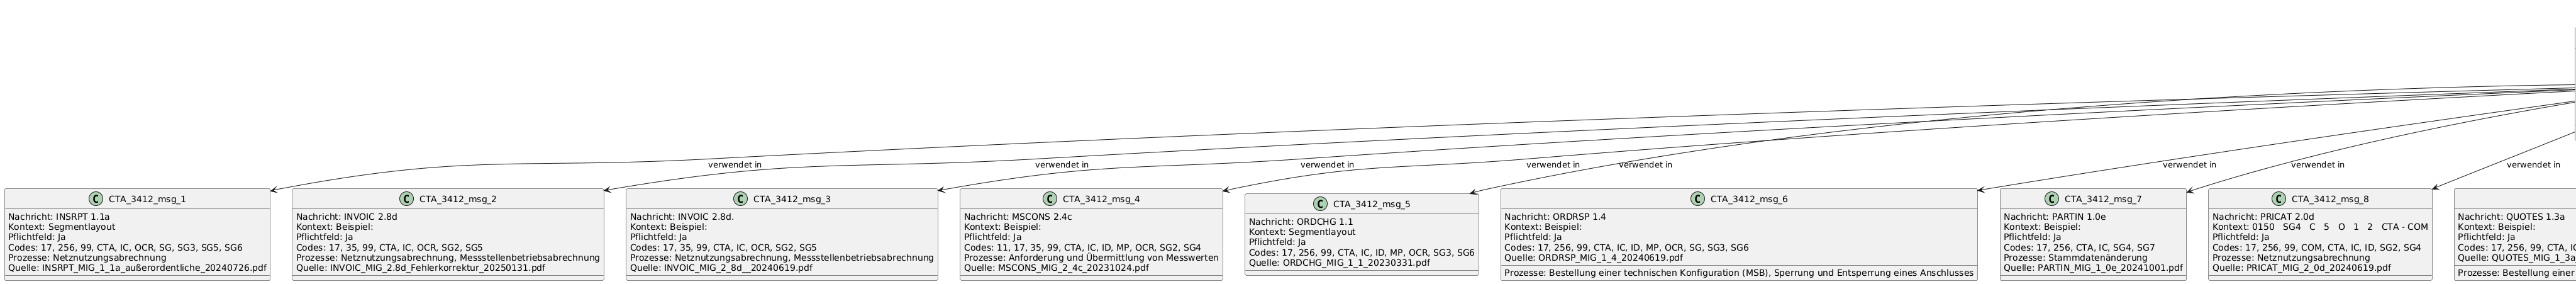 verwendet in
verwendet in
verwendet in
verwendet in
verwendet in
verwendet in
verwendet in
verwendet in
C CTA_3412_msg_1
Nachricht: INSRPT 1.1a
Kontext: Segmentlayout
Pflichtfeld: Ja
Codes: 17, 256, 99, CTA, IC, OCR, SG, SG3, SG5, SG6
Prozesse: Netznutzungsabrechnung
Quelle: INSRPT_MIG_1_1a_außerordentliche_20240726.pdf
C CTA_3412_msg_2
Nachricht: INVOIC 2.8d
Kontext: Beispiel:
Pflichtfeld: Ja
Codes: 17, 35, 99, CTA, IC, OCR, SG2, SG5
Prozesse: Netznutzungsabrechnung, Messstellenbetriebsabrechnung
Quelle: INVOIC_MIG_2.8d_Fehlerkorrektur_20250131.pdf
C CTA_3412_msg_3
Nachricht: INVOIC 2.8d.
Kontext: Beispiel:
Pflichtfeld: Ja
Codes: 17, 35, 99, CTA, IC, OCR, SG2, SG5
Prozesse: Netznutzungsabrechnung, Messstellenbetriebsabrechnung
Quelle: INVOIC_MIG_2_8d__20240619.pdf
C CTA_3412_msg_4
Nachricht: MSCONS 2.4c
Kontext: Beispiel:
Pflichtfeld: Ja
Codes: 11, 17, 35, 99, CTA, IC, ID, MP, OCR, SG2, SG4
Prozesse: Anforderung und Übermittlung von Messwerten
Quelle: MSCONS_MIG_2_4c_20231024.pdf
C CTA_3412_msg_5
Nachricht: ORDCHG 1.1
Kontext: Segmentlayout
Pflichtfeld: Ja
Codes: 17, 256, 99, CTA, IC, ID, MP, OCR, SG3, SG6
Quelle: ORDCHG_MIG_1_1_20230331.pdf
C CTA_3412_msg_6
Nachricht: ORDRSP 1.4
Kontext: Beispiel:
Pflichtfeld: Ja
Codes: 17, 256, 99, CTA, IC, ID, MP, OCR, SG, SG3, SG6
Quelle: ORDRSP_MIG_1_4_20240619.pdf
Prozesse: Bestellung einer technischen Konfiguration (MSB), Sperrung und Entsperrung eines Anschlusses
C CTA_3412_msg_7
Nachricht: PARTIN 1.0e
Kontext: Beispiel:
Pflichtfeld: Ja
Codes: 17, 256, CTA, IC, SG4, SG7
Prozesse: Stammdatenänderung
Quelle: PARTIN_MIG_1_0e_20241001.pdf
C CTA_3412_msg_8
Nachricht: PRICAT 2.0d
Kontext: 0150 SG4 C 5 O 1 2 CTA - COM
Pflichtfeld: Ja
Codes: 17, 256, 99, COM, CTA, IC, ID, SG2, SG4
Prozesse: Netznutzungsabrechnung
Quelle: PRICAT_MIG_2_0d_20240619.pdf
Nachricht: QUOTES 1.3a
Kontext: Beispiel:
Pflichtfeld: Ja
Codes: 17, 256, 99, CTA,
Quelle: QUOTES_MIG_1_3a
Prozesse: Bestellung einer